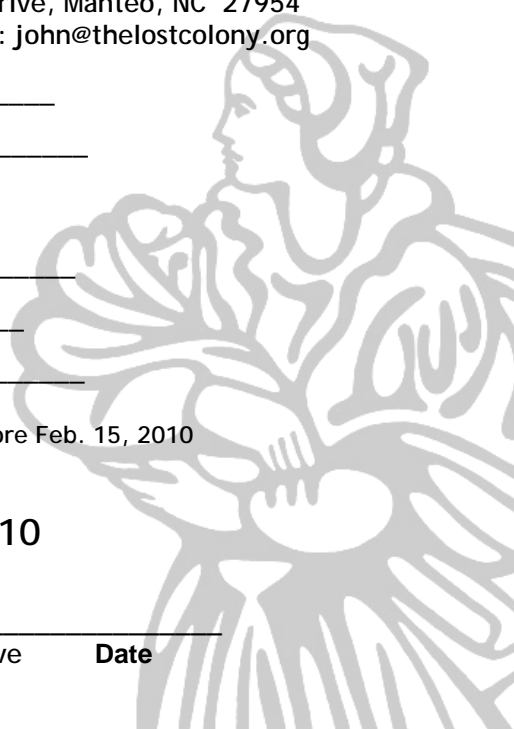 rive, Manteo, NC 27954
: john@thelostcolony.org
ore Feb. 15, 2010
10
ve Date